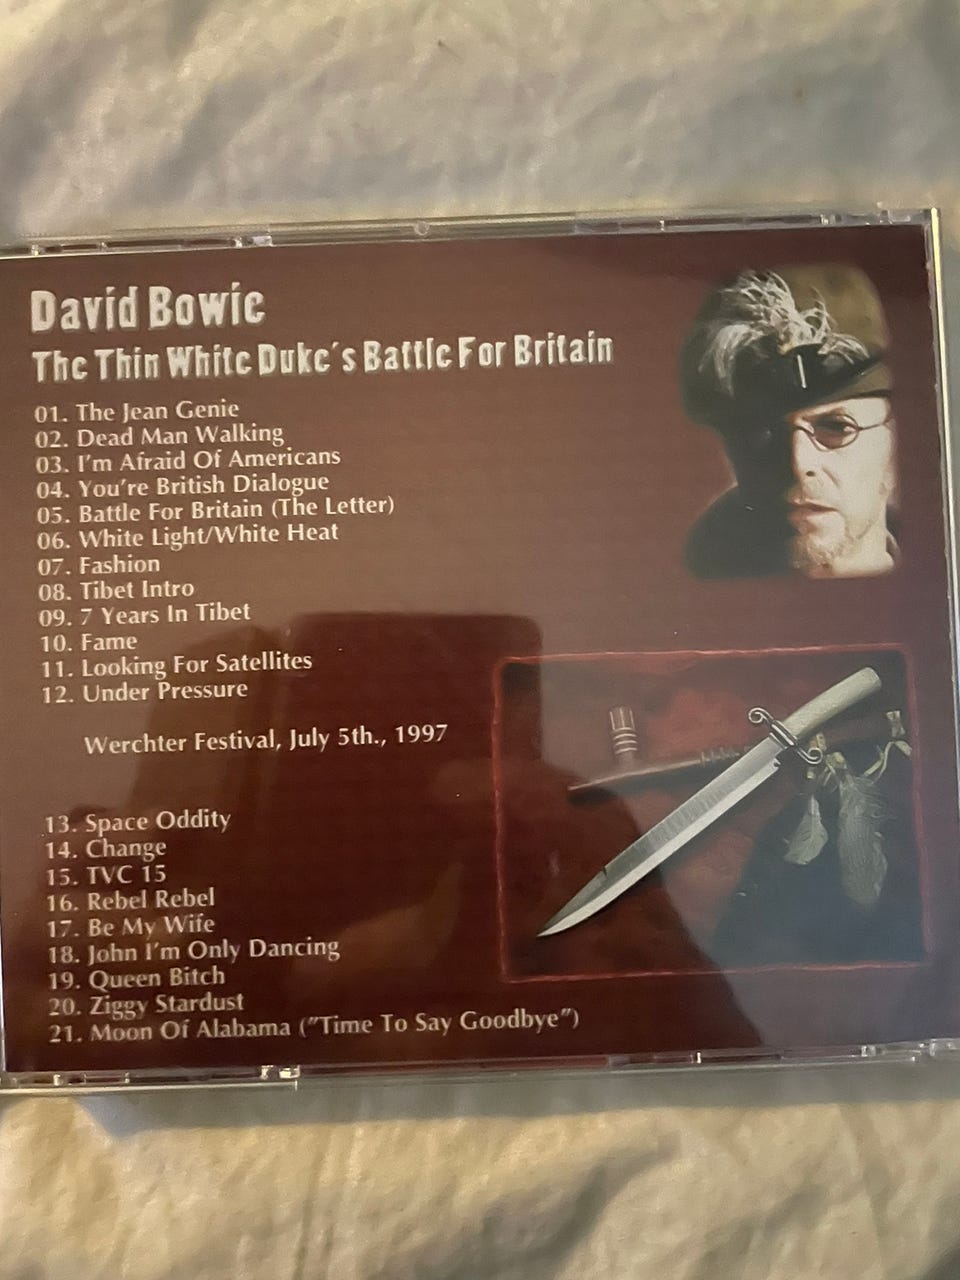 David Bowie
The Thin White Duke´s Battle For Britain
01. The Jean Genie
02. Dead Man Walking
03. I'm Afraid Of Americans
04. You're British Dialogue
05. Battle For Britain (The Letter)
06. White Light/White Heat
07. Fashion
08. Tibet Intro
09. 7 Years In Tibet
10. Fame
11. Looking For Satellites
12. Under Pressure
Werchter Festival, July 5th., 1997
13. Space Oddity
14. Change
15. TVC 15
16. Rebel Rebel
17. Be My Wife
18. John I'm Only Dancing
19. Queen Bitch
20. Ziggy Stardust
21. Moon Of Alabama ("Time To Say Goodbye")